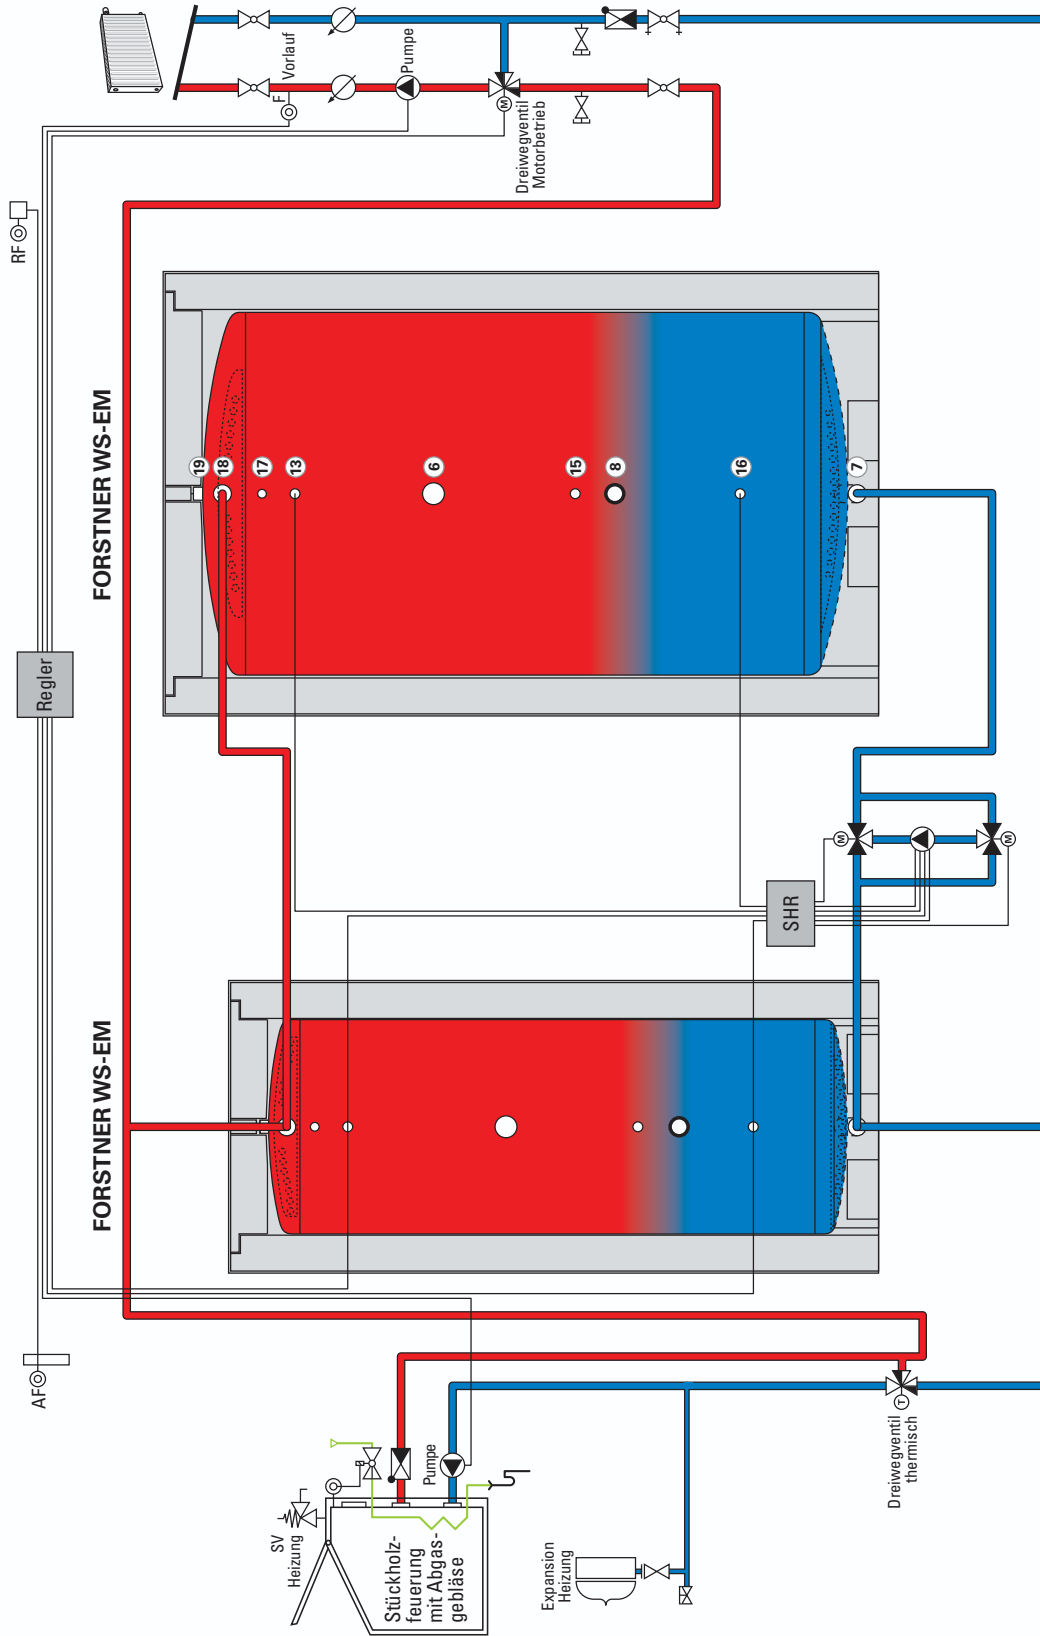 AF
Regler
RF
F
Vorlauf
Pumpe
M
Dreiwegventil
Motorbetrieb
FORSTNER WS-EM
FORSTNER WS-EM
19
18
17
13
6
15
8
16
7
SHR
M
M
SV
Heizung
Stückholz-
feuerung
mit Abgas-
gebläse
Pumpe
Expansion
Heizung
T
Dreiwegventil
thermisch